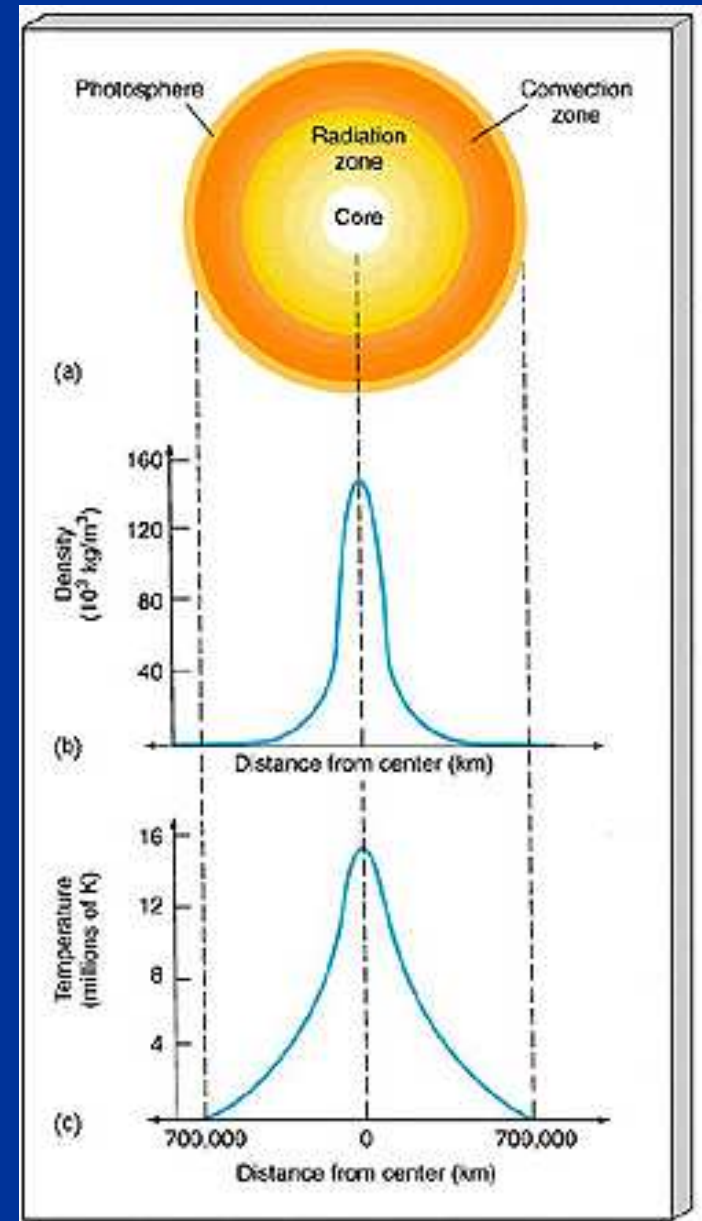 Photosphere
Convection
zone
Radiation
zone
Core
(a)
160
120
80
40
Density
(10³ kg/m³)
(b)
Distance from center (km)
16
12
8
4
Temperature
(millions of K)
(c)
700,000
0
700,000
Distance from center (km)